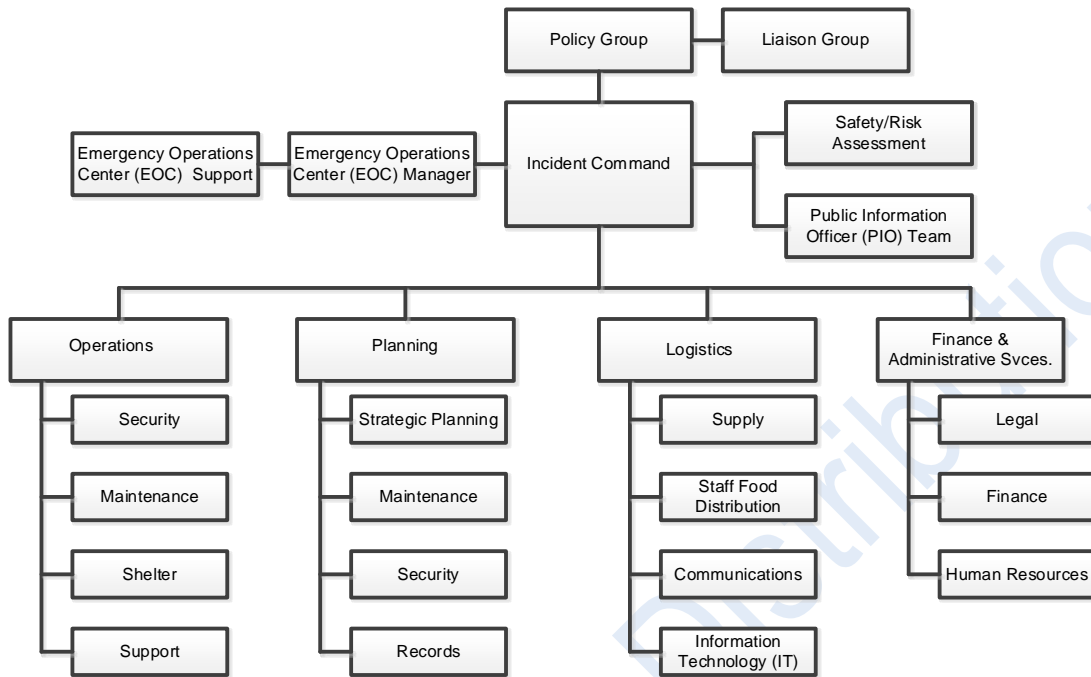 Policy Group
Liaison Group
Emergency Operations
Center (EOC)  Support
Emergency Operations
Center (EOC) Manager
Incident Command
Safety/Risk
Assessment
Public Information
Officer (PIO) Team
Operations
Security
Maintenance
Shelter
Support
Planning
Strategic Planning
Maintenance
Security
Records
Logistics
Supply
Staff Food
Distribution
Communications
Information
Technology (IT)
Finance &
Administrative Svces.
Legal
Finance
Human Resources
Distribution